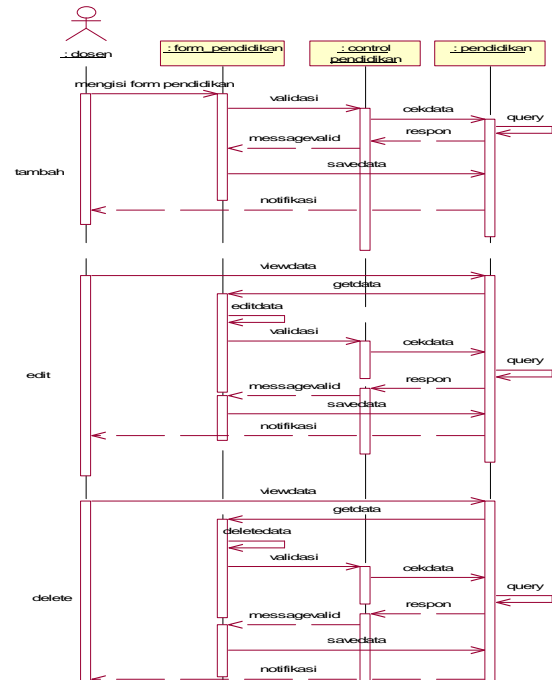 : dosen
: form_pendidikan
: control
pendidikan
: pendidikan
mengisi form pendidikan
validasi
cekdata
query
respon
messagevalid
tambah
savedata
notifikasi
viewdata
getdata
editdata
validasi
cekdata
query
edit
respon
messagevalid
savedata
notifikasi
viewdata
getdata
deletedata
validasi
cekdata
query
delete
respon
messagevalid
savedata
notifikasi